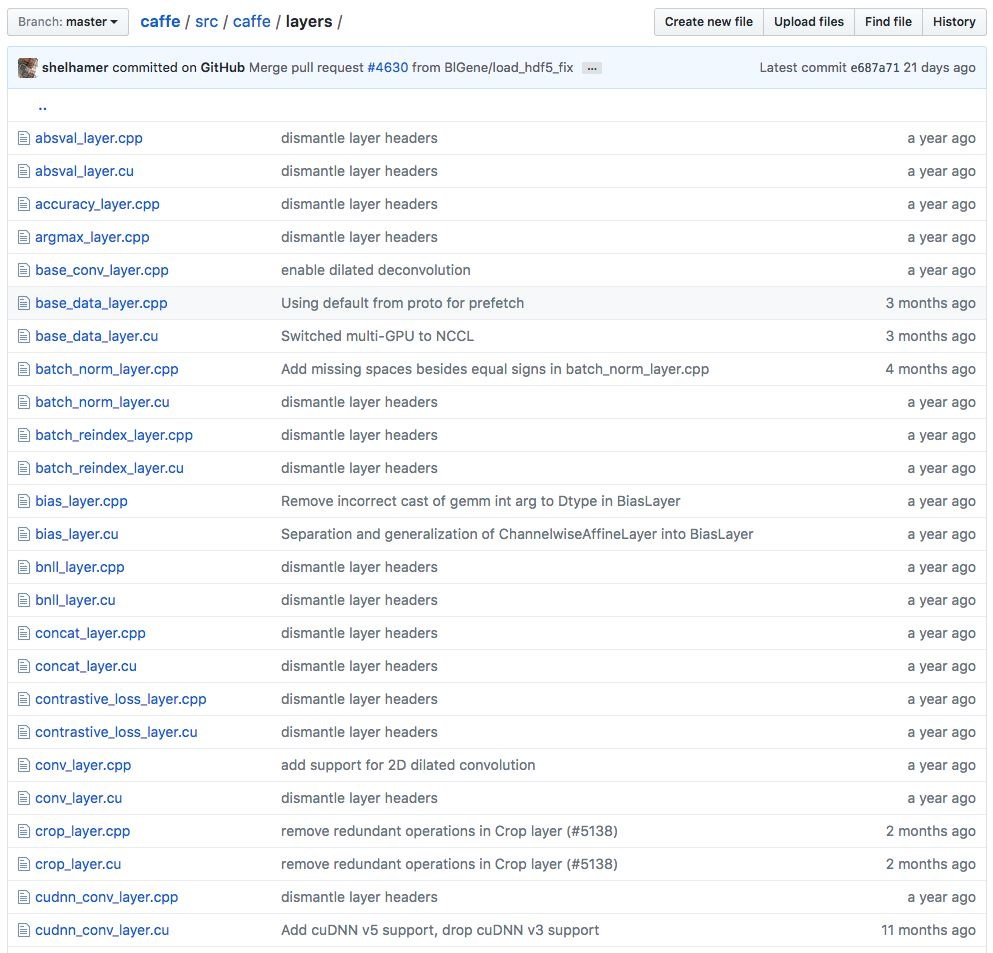 Branch: master caffe / src / caffe / layers / Create new file Upload files Find file History
shelhamer committed on GitHub Merge pull request #4630 from BIGene/load_hdf5_fix ... Latest commit e687a71 21 days ago
..
absval_layer.cpp dismantle layer headers a year ago
absval_layer.cu dismantle layer headers a year ago
accuracy_layer.cpp dismantle layer headers a year ago
argmax_layer.cpp dismantle layer headers a year ago
base_conv_layer.cpp enable dilated deconvolution a year ago
base_data_layer.cpp Using default from proto for prefetch 3 months ago
base_data_layer.cu Switched multi-GPU to NCCL 3 months ago
batch_norm_layer.cpp Add missing spaces besides equal signs in batch_norm_layer.cpp 4 months ago
batch_norm_layer.cu dismantle layer headers a year ago
batch_reindex_layer.cpp dismantle layer headers a year ago
batch_reindex_layer.cu dismantle layer headers a year ago
bias_layer.cpp Remove incorrect cast of gemm int arg to Dtype in BiasLayer a year ago
bias_layer.cu Separation and generalization of ChannelwiseAffineLayer into BiasLayer a year ago
bnll_layer.cpp dismantle layer headers a year ago
bnll_layer.cu dismantle layer headers a year ago
concat_layer.cpp dismantle layer headers a year ago
concat_layer.cu dismantle layer headers a year ago
contrastive_loss_layer.cpp dismantle layer headers a year ago
contrastive_loss_layer.cu dismantle layer headers a year ago
conv_layer.cpp add support for 2D dilated convolution a year ago
conv_layer.cu dismantle layer headers a year ago
crop_layer.cpp remove redundant operations in Crop layer (#5138) 2 months ago
crop_layer.cu remove redundant operations in Crop layer (#5138) 2 months ago
cudnn_conv_layer.cpp dismantle layer headers a year ago
cudnn_conv_layer.cu Add cuDNN v5 support, drop cuDNN v3 support 11 months ago